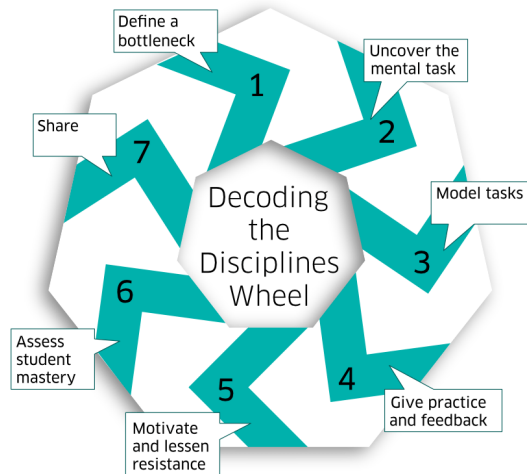 Decoding
the
Disciplines
Wheel
1
Define a
bottleneck
2
Uncover the
mental task
3
Model tasks
4
Give practice
and feedback
5
Motivate
and lessen
resistance
6
Assess
student
mastery
7
Share